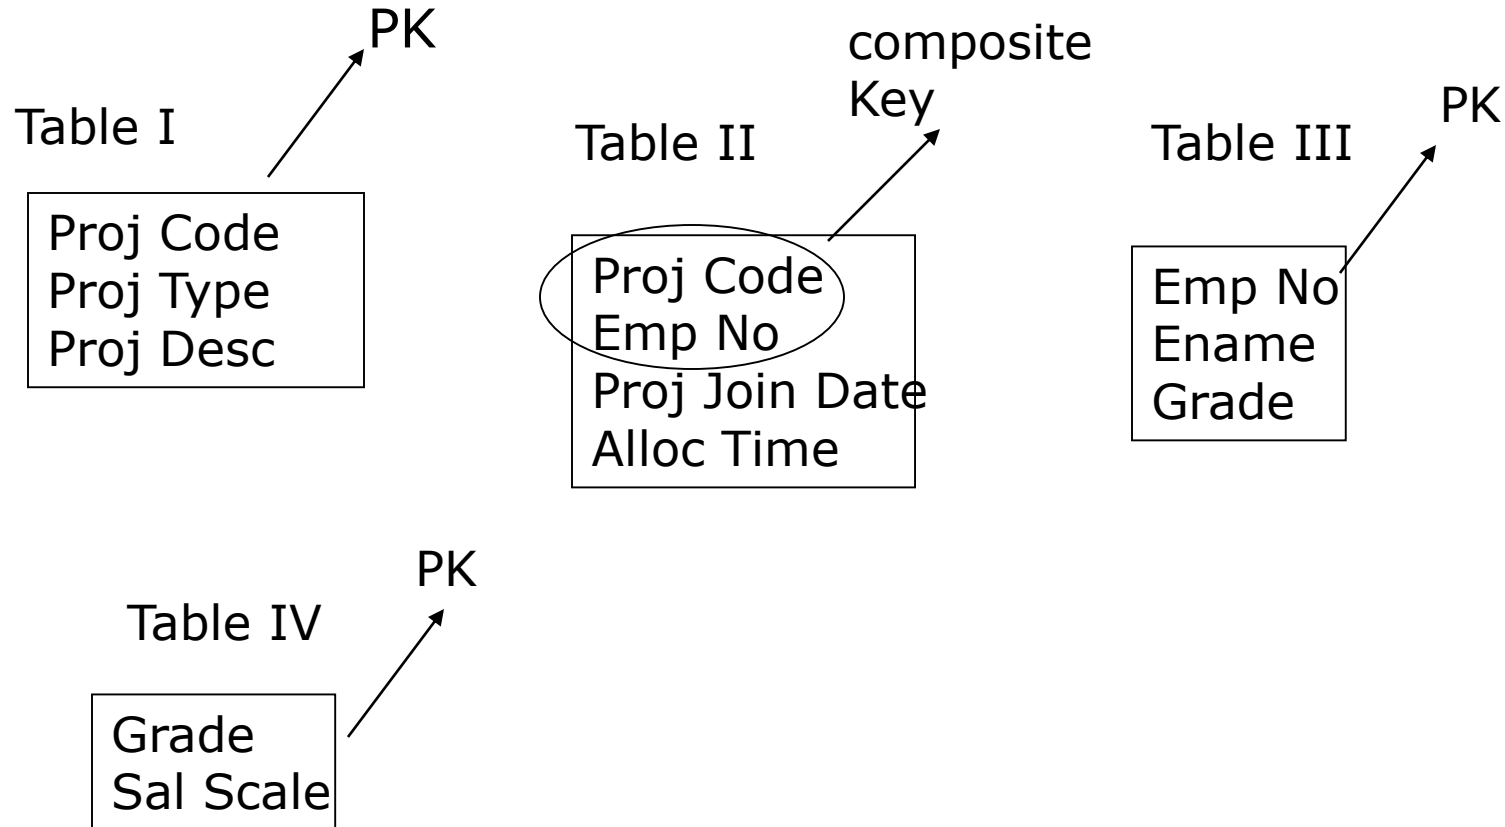 PK
Table I
Proj Code
Proj Type
Proj Desc
composite
Key
Table II
Proj Code
Emp No
Proj Join Date
Alloc Time
PK
Table III
Emp No
Ename
Grade
PK
Table IV
Grade
Sal Scale